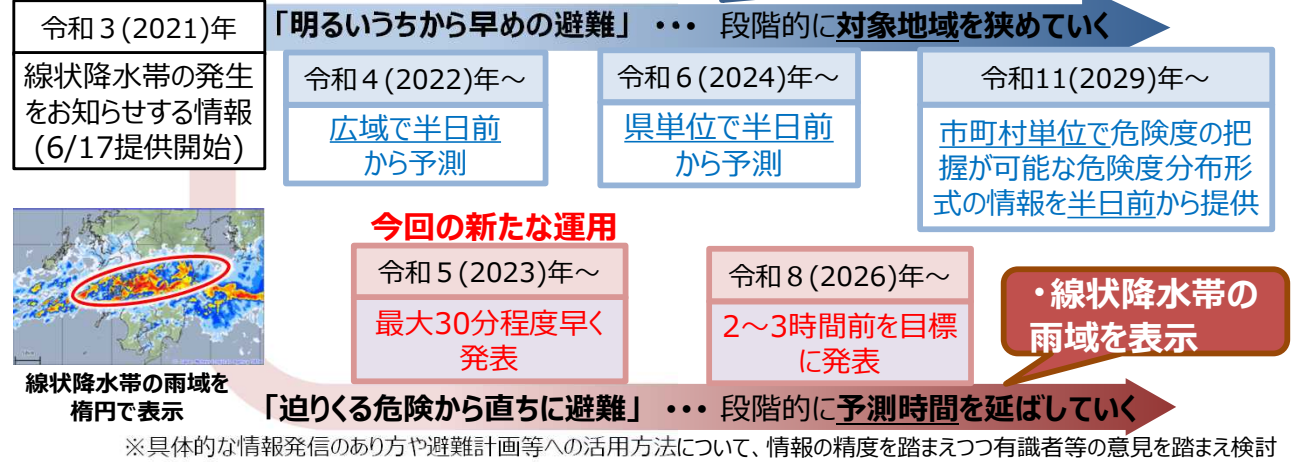 令和３(2021)年
「明るいうちから早めの避難」 ・・・ 段階的に対象地域を狭めていく
線状降水帯の発生
をお知らせする情報
(6/17提供開始)
令和４(2022)年～
広域で半日前
から予測
令和６(2024)年～
県単位で半日前
から予測
令和11(2029)年～
市町村単位で危険度の把
握が可能な危険度分布形
式の情報を半日前から提供
今回の新たな運用
令和５(2023)年～
最大30分程度早く
発表
令和８(2026)年～
2～3時間前を目標
に発表
・線状降水帯の
雨域を表示
線状降水帯の雨域を
楕円で表示
「迫りくる危険から直ちに避難」 ・・・ 段階的に予測時間を延ばしていく
※具体的な情報発信のあり方や避難計画等への活用方法について、情報の精度を踏まえつつ有識者等の意見を踏まえ検討